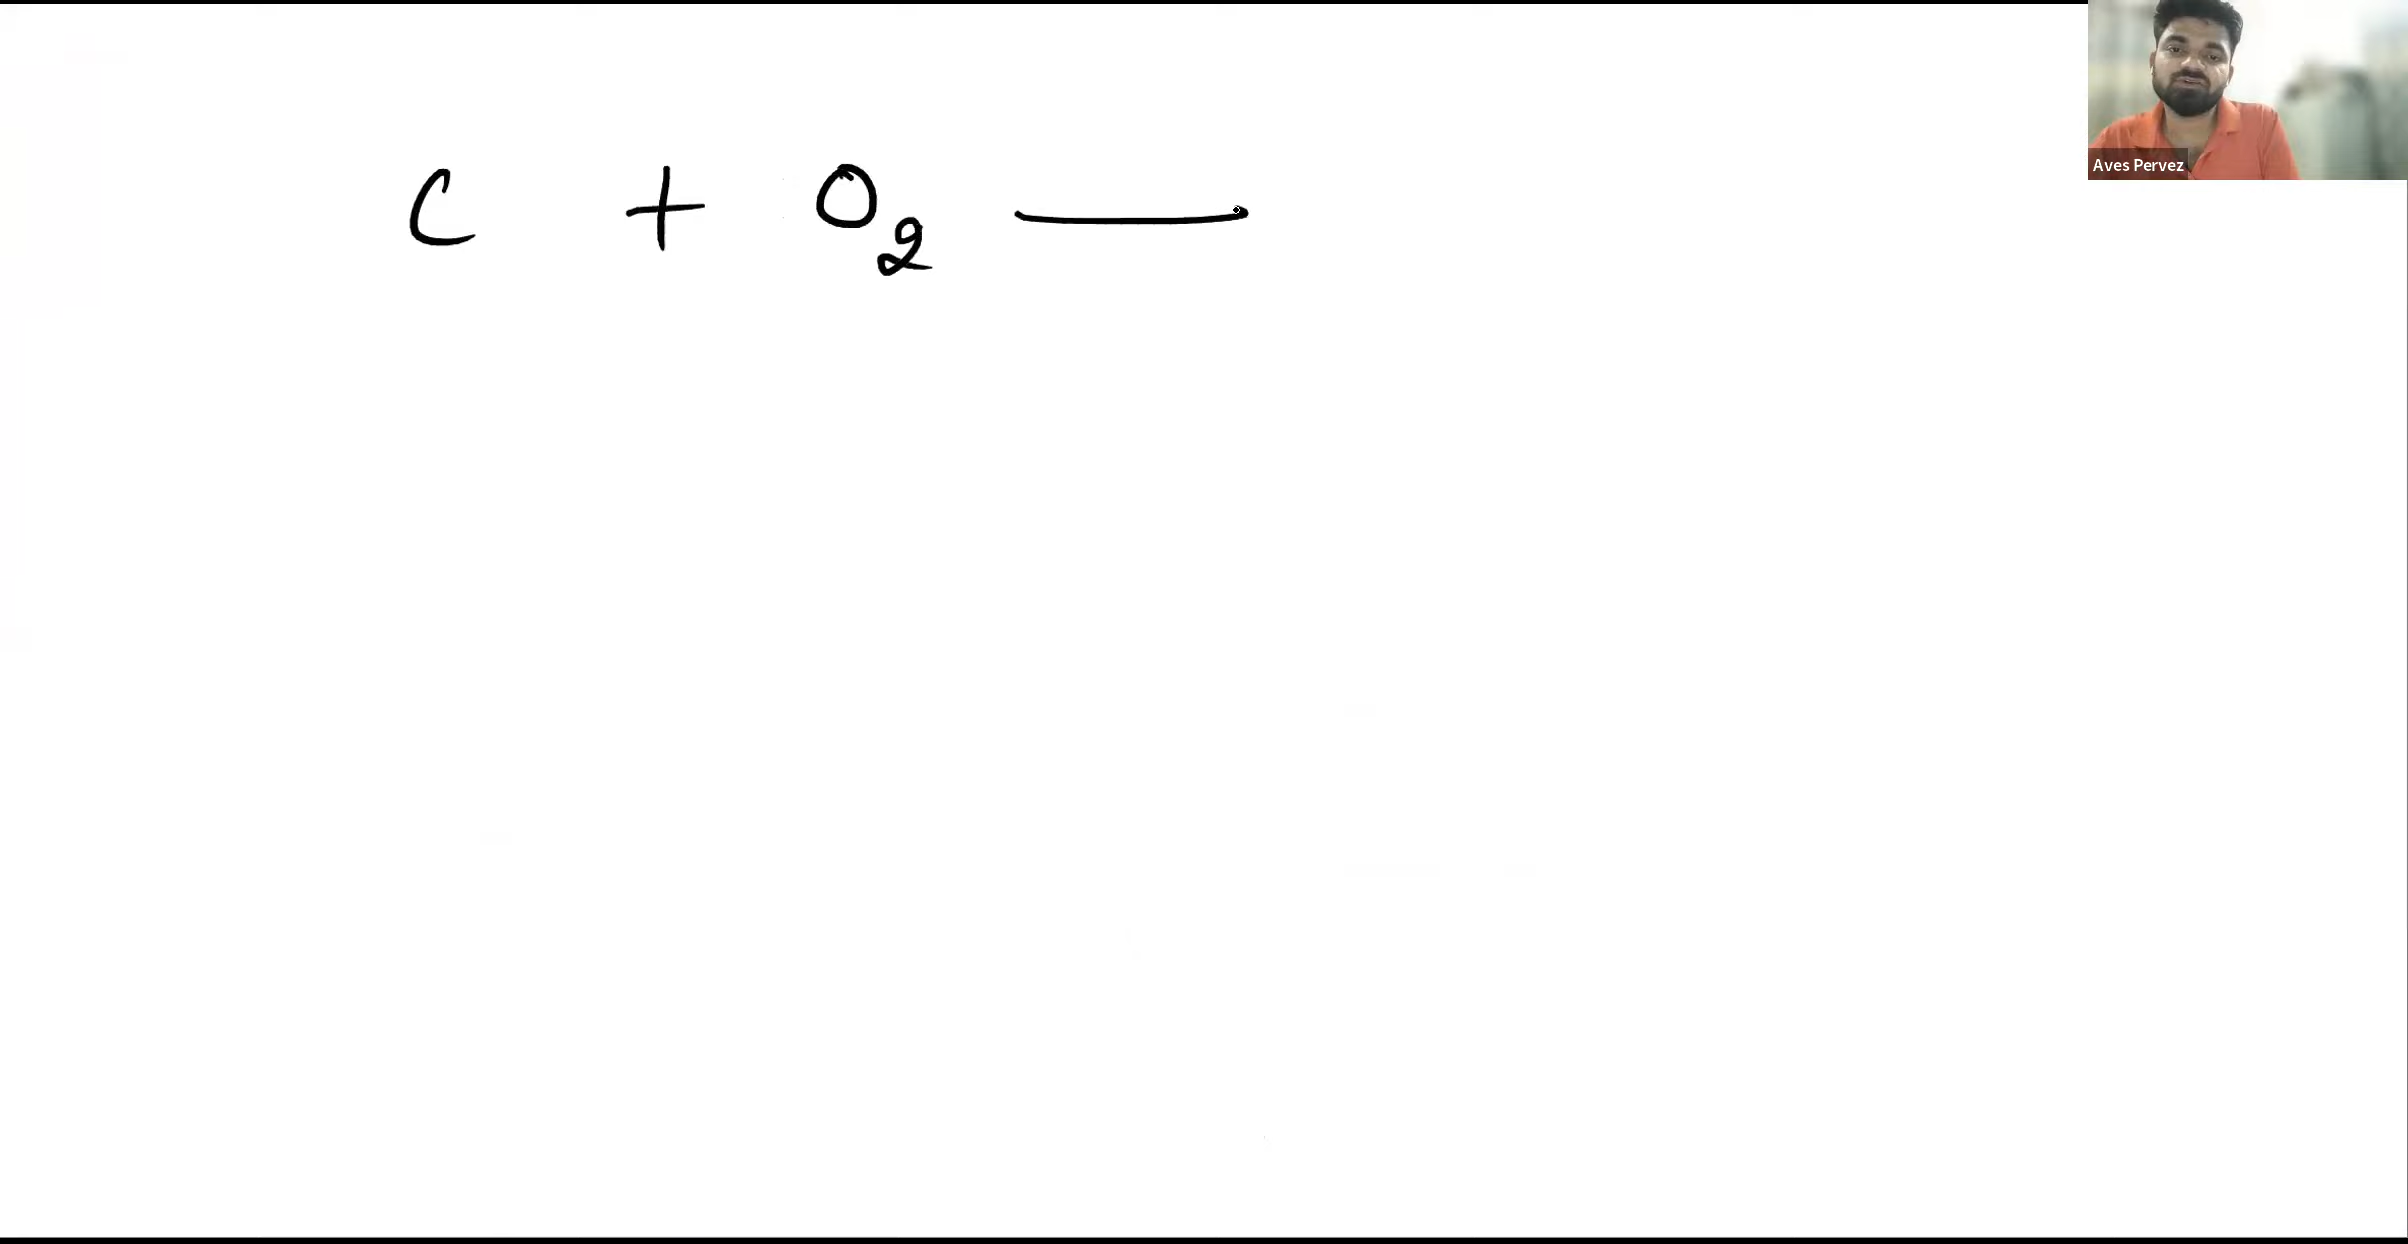 C + O₂ —
Aves Pervez